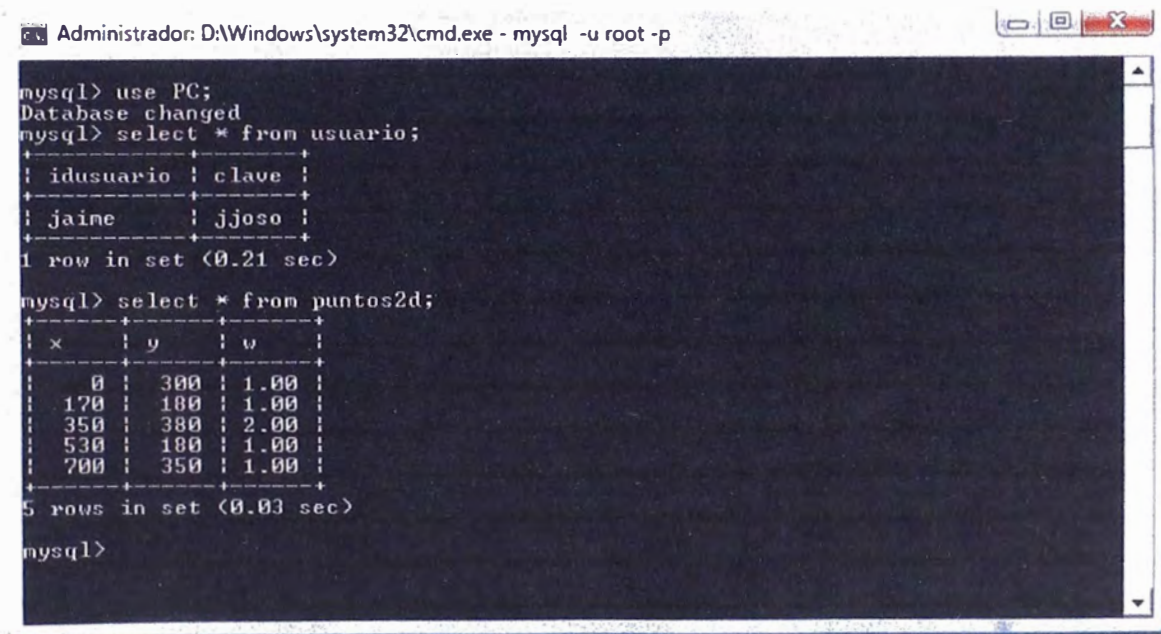 Administrador: D:\Windows\system32\cmd.exe - mysql -u root -p
mysql> use PC;
Database changed
mysql> select * from usuario;
+-----------+-------+
| idusuario | clave |
+-----------+-------+
| jaime | jjoso |
+-----------+-------+
1 row in set (0.21 sec)
mysql> select * from puntos2d;
+------+------+------+
| x | y | w |
+------+------+------+
| 0 | 300 | 1.00 |
| 170 | 180 | 1.00 |
| 350 | 380 | 2.00 |
| 530 | 180 | 1.00 |
| 700 | 350 | 1.00 |
+------+------+------+
5 rows in set (0.03 sec)
mysql>